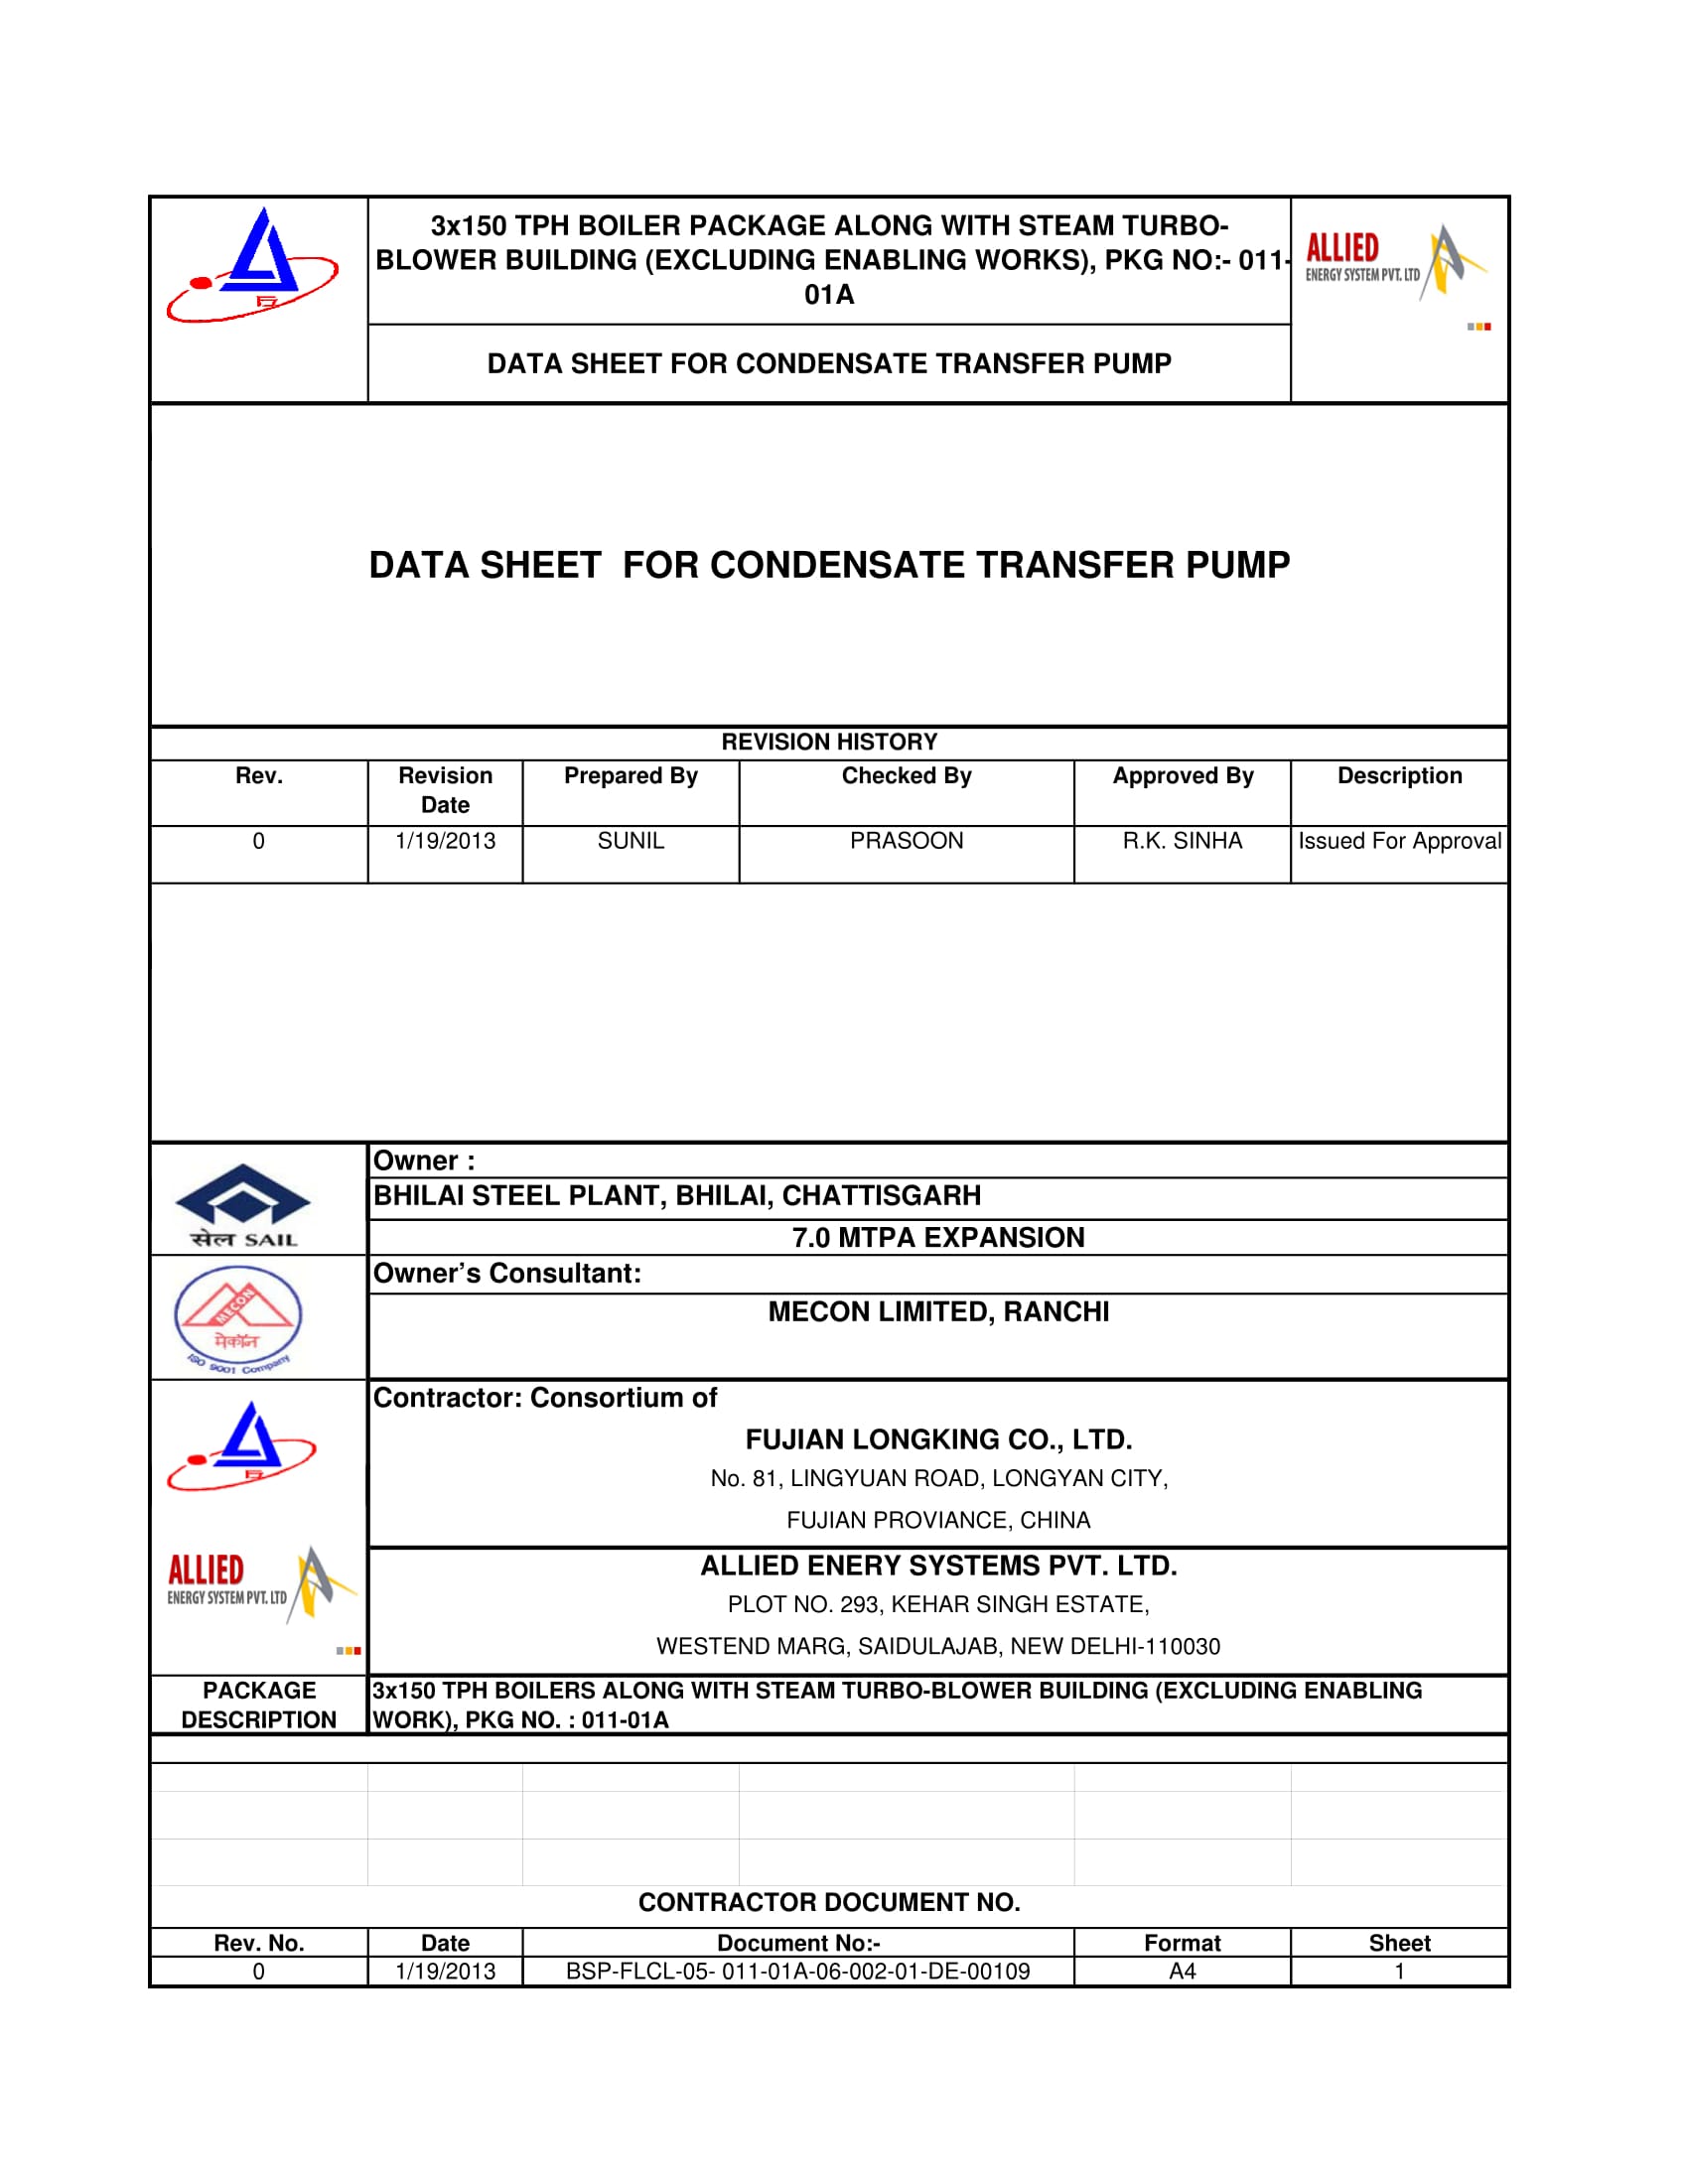 3x150 TPH BOILER PACKAGE ALONG WITH STEAM TURBO-
BLOWER BUILDING (EXCLUDING ENABLING WORKS), PKG NO:- 011-
01A
ALLIED
ENERGY SYSTEM PVT. LTD
DATA SHEET FOR CONDENSATE TRANSFER PUMP
DATA SHEET FOR CONDENSATE TRANSFER PUMP
REVISION HISTORY
Rev. Revision Date Prepared By Checked By Approved By Description
0 1/19/2013 SUNIL PRASOON R.K. SINHA Issued For Approval
Owner :
BHILAI STEEL PLANT, BHILAI, CHATTISGARH
सेल SAIL
7.0 MTPA EXPANSION
Owner’s Consultant:
MECON LIMITED, RANCHI
MECON
मेकॉन
ISO 9001 Company
Contractor: Consortium of
FUJIAN LONGKING CO., LTD.
No. 81, LINGYUAN ROAD, LONGYAN CITY,
FUJIAN PROVIANCE, CHINA
ALLIED
ENERGY SYSTEM PVT. LTD
ALLIED ENERY SYSTEMS PVT. LTD.
PLOT NO. 293, KEHAR SINGH ESTATE,
WESTEND MARG, SAIDULAJAB, NEW DELHI-110030
PACKAGE
DESCRIPTION
3x150 TPH BOILERS ALONG WITH STEAM TURBO-BLOWER BUILDING (EXCLUDING ENABLING
WORK), PKG NO. : 011-01A
CONTRACTOR DOCUMENT NO.
Rev. No. Date Document No:- Format Sheet
0 1/19/2013 BSP-FLCL-05- 011-01A-06-002-01-DE-00109 A4 1